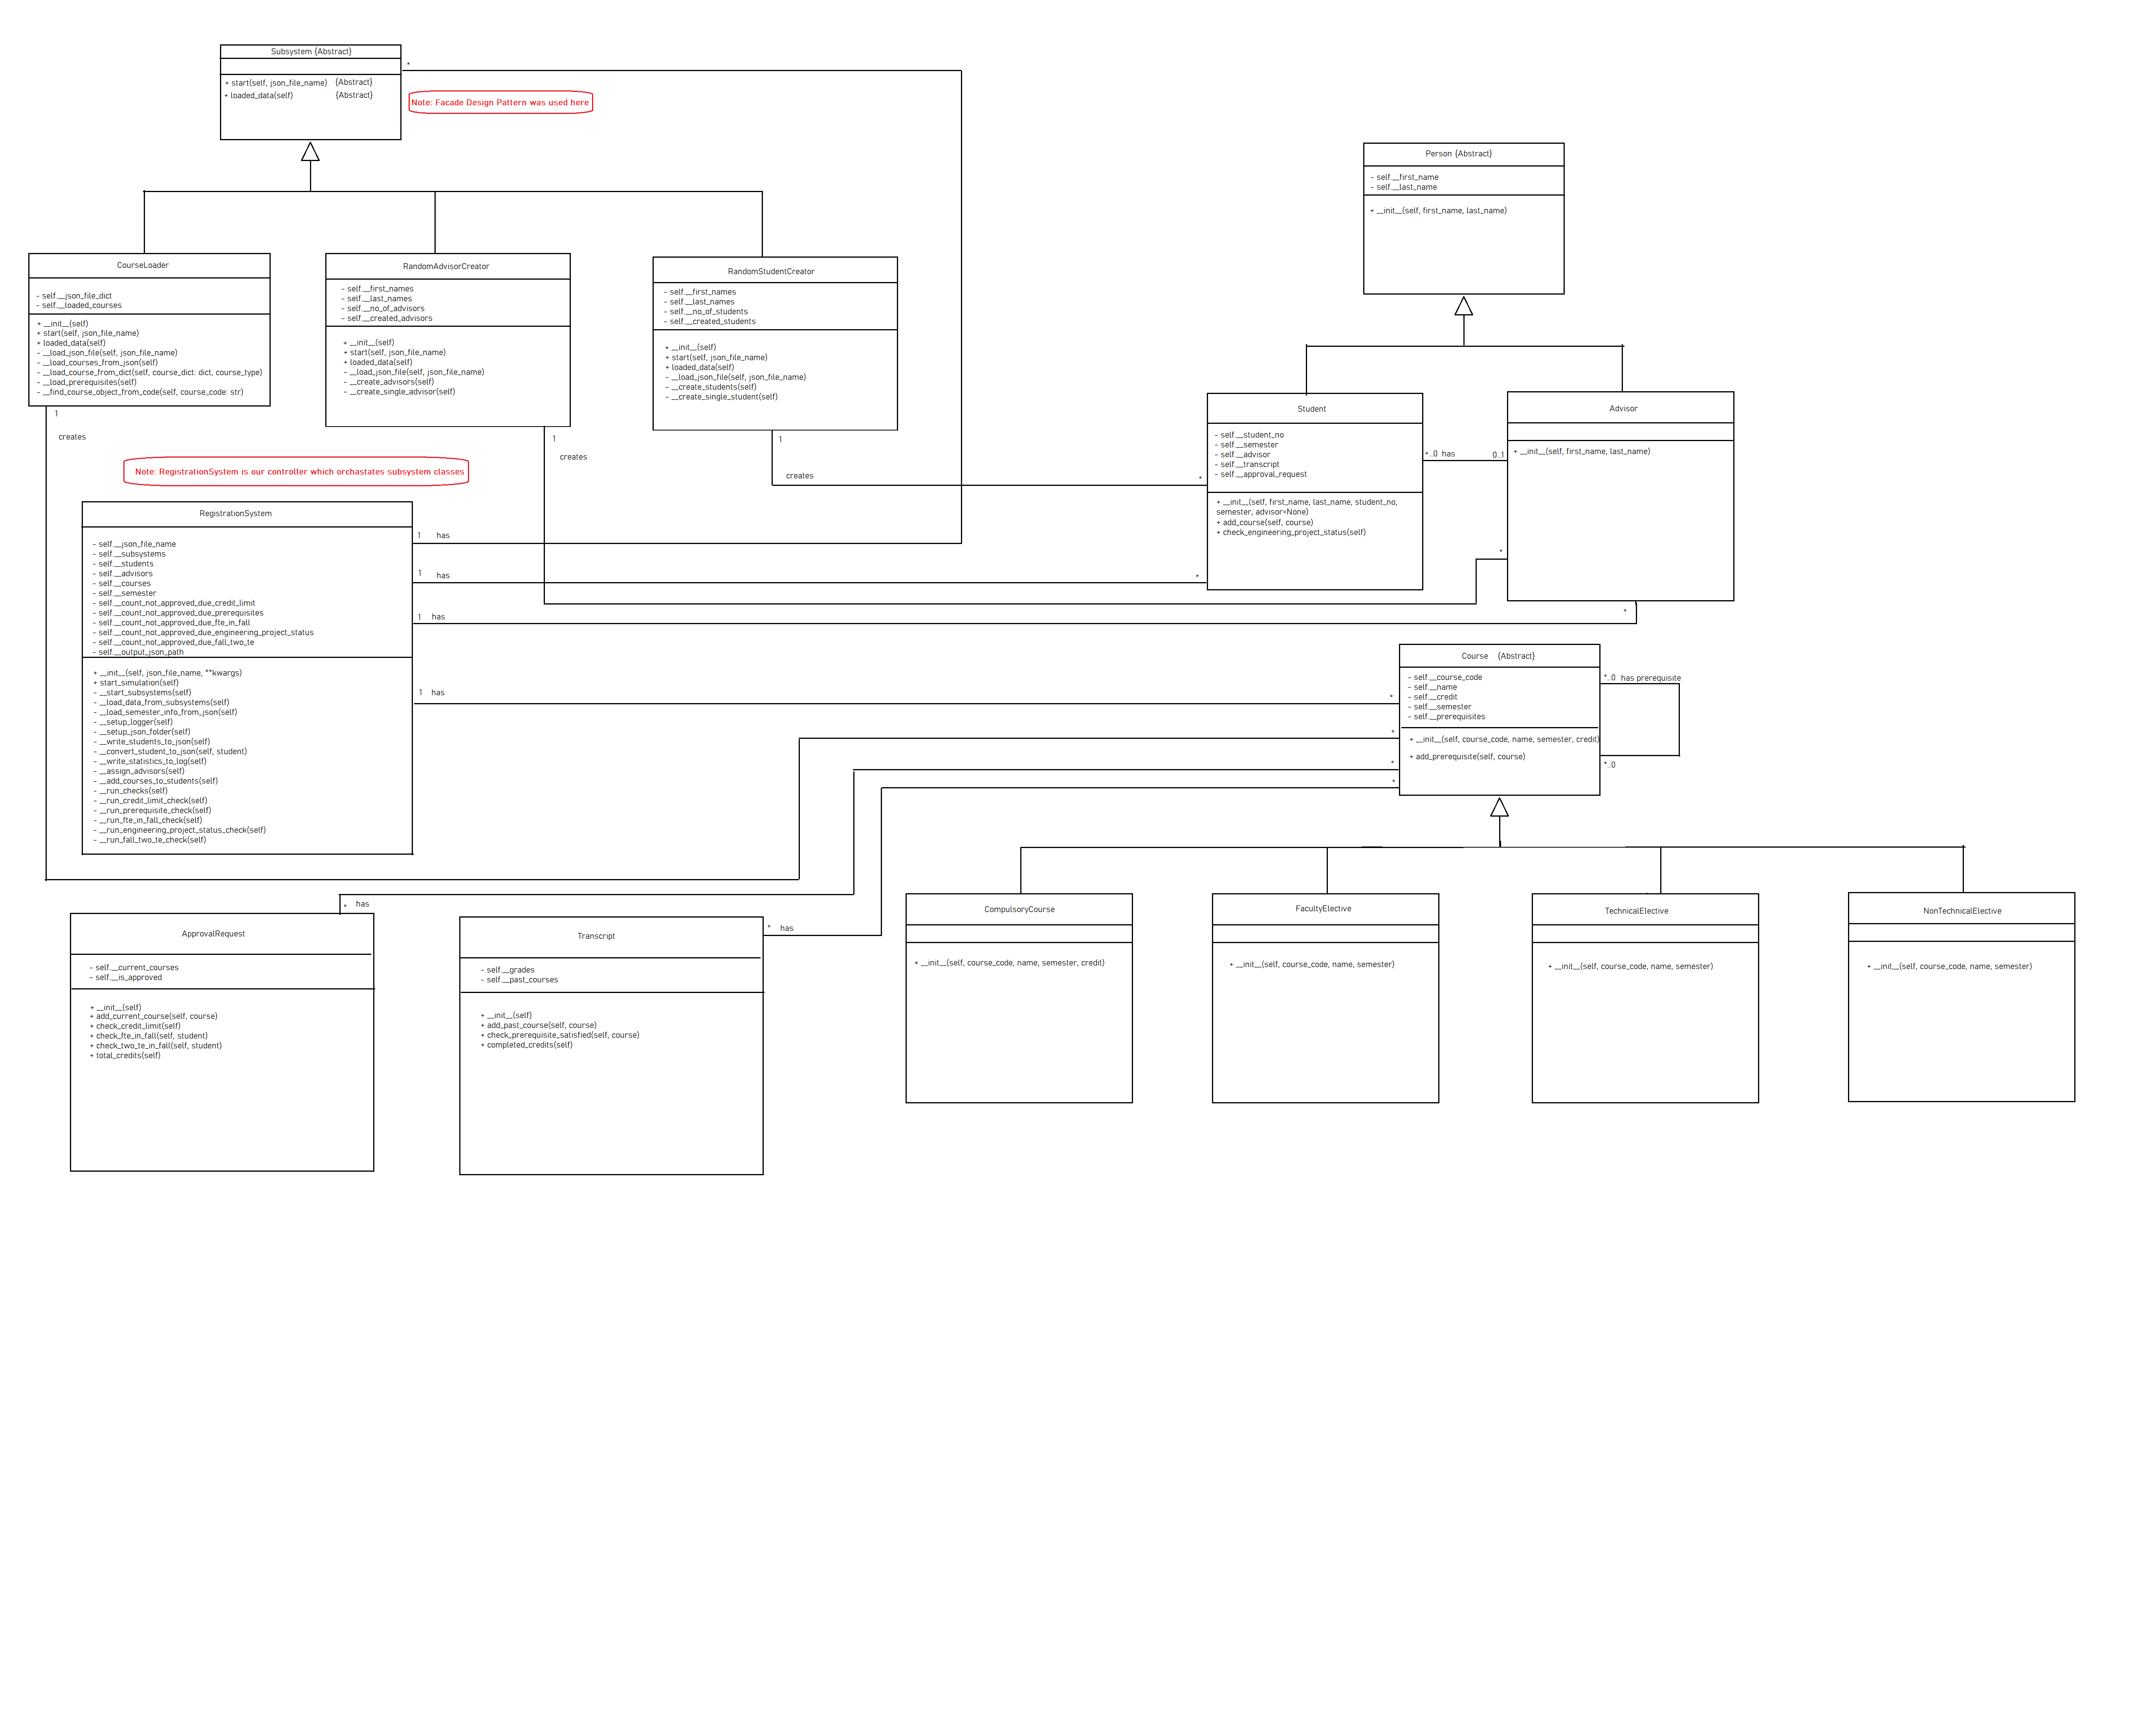 Subsystem {Abstract}
+ start(self, json_file_name) {Abstract}
+ loaded_data(self) {Abstract}
*
Note: Facade Design Pattern was used here
Person {Abstract}
- self.__first_name
- self.__last_name
+ __init__(self, first_name, last_name)
CourseLoader
- self.__json_file_dict
- self.__loaded_courses
+ __init__(self)
+ start(self, json_file_name)
+ loaded_data(self)
- __load_json_file(self, json_file_name)
- __load_courses_from_json(self)
- __load_course_from_dict(self, course_dict: dict, course_type)
- __load_prerequisites(self)
- __find_course_object_from_code(self, course_code: str)
1
creates
RandomAdvisorCreator
- self.__first_names
- self.__last_names
- self.__no_of_advisors
- self.__created_advisors
+ __init__(self)
+ start(self, json_file_name)
+ loaded_data(self)
- __load_json_file(self, json_file_name)
- __create_advisors(self)
- __create_single_advisor(self)
1
creates
RandomStudentCreator
- self.__first_names
- self.__last_names
- self.__no_of_students
- self.__created_students
+ __init__(self)
+ start(self, json_file_name)
+ loaded_data(self)
- __load_json_file(self, json_file_name)
- __create_students(self)
- __create_single_student(self)
1
creates
*
Student
- self.__student_no
- self.__semester
- self.__advisor
- self.__transcript
- self.__approval_request
+ __init__(self, first_name, last_name, student_no,
semester, advisor=None)
+ add_course(self, course)
+ check_engineering_project_status(self)
*..0 has
0..1
Advisor
+ __init__(self, first_name, last_name)
*
*
Note: RegistrationSystem is our controller which orchastates subsystem classes
RegistrationSystem
- self.__json_file_name
- self.__subsystems
- self.__students
- self.__advisors
- self.__courses
- self.__semester
- self.__count_not_approved_due_credit_limit
- self.__count_not_approved_due_prerequisites
- self.__count_not_approved_due_fte_in_fall
- self.__count_not_approved_due_engineering_project_status
- self.__count_not_approved_due_fall_two_te
- self.__output_json_path
+ __init__(self, json_file_name, **kwargs)
+ start_simulation(self)
- __start_subsystems(self)
- __load_data_from_subsystems(self)
- __load_semester_info_from_json(self)
- __setup_logger(self)
- __setup_json_folder(self)
- __write_students_to_json(self)
- __convert_student_to_json(self, student)
- __write_statistics_to_log(self)
- __assign_advisors(self)
- __add_courses_to_students(self)
- __run_checks(self)
- __run_credit_limit_check(self)
- __run_prerequisite_check(self)
- __run_fte_in_fall_check(self)
- __run_engineering_project_status_check(self)
- __run_fall_two_te_check(self)
1 has
1 has
*
1 has
1 has
*
*
*
*
Course {Abstract}
- self.__course_code
- self.__name
- self.__credit
- self.__semester
- self.__prerequisites
+ __init__(self, course_code, name, semester, credit)
+ add_prerequisite(self, course)
*..0 has prerequisite
*..0
* has
ApprovalRequest
- self.__current_courses
- self.__is_approved
+ __init__(self)
+ add_current_course(self, course)
+ check_credit_limit(self)
+ check_fte_in_fall(self, student)
+ check_two_te_in_fall(self, student)
+ total_credits(self)
* has
Transcript
- self.__grades
- self.__past_courses
+ __init__(self)
+ add_past_course(self, course)
+ check_prerequisite_satisfied(self, course)
+ completed_credits(self)
CompulsoryCourse
+ __init__(self, course_code, name, semester, credit)
FacultyElective
+ __init__(self, course_code, name, semester)
TechnicalElective
+ __init__(self, course_code, name, semester)
NonTechnicalElective
+ __init__(self, course_code, name, semester)